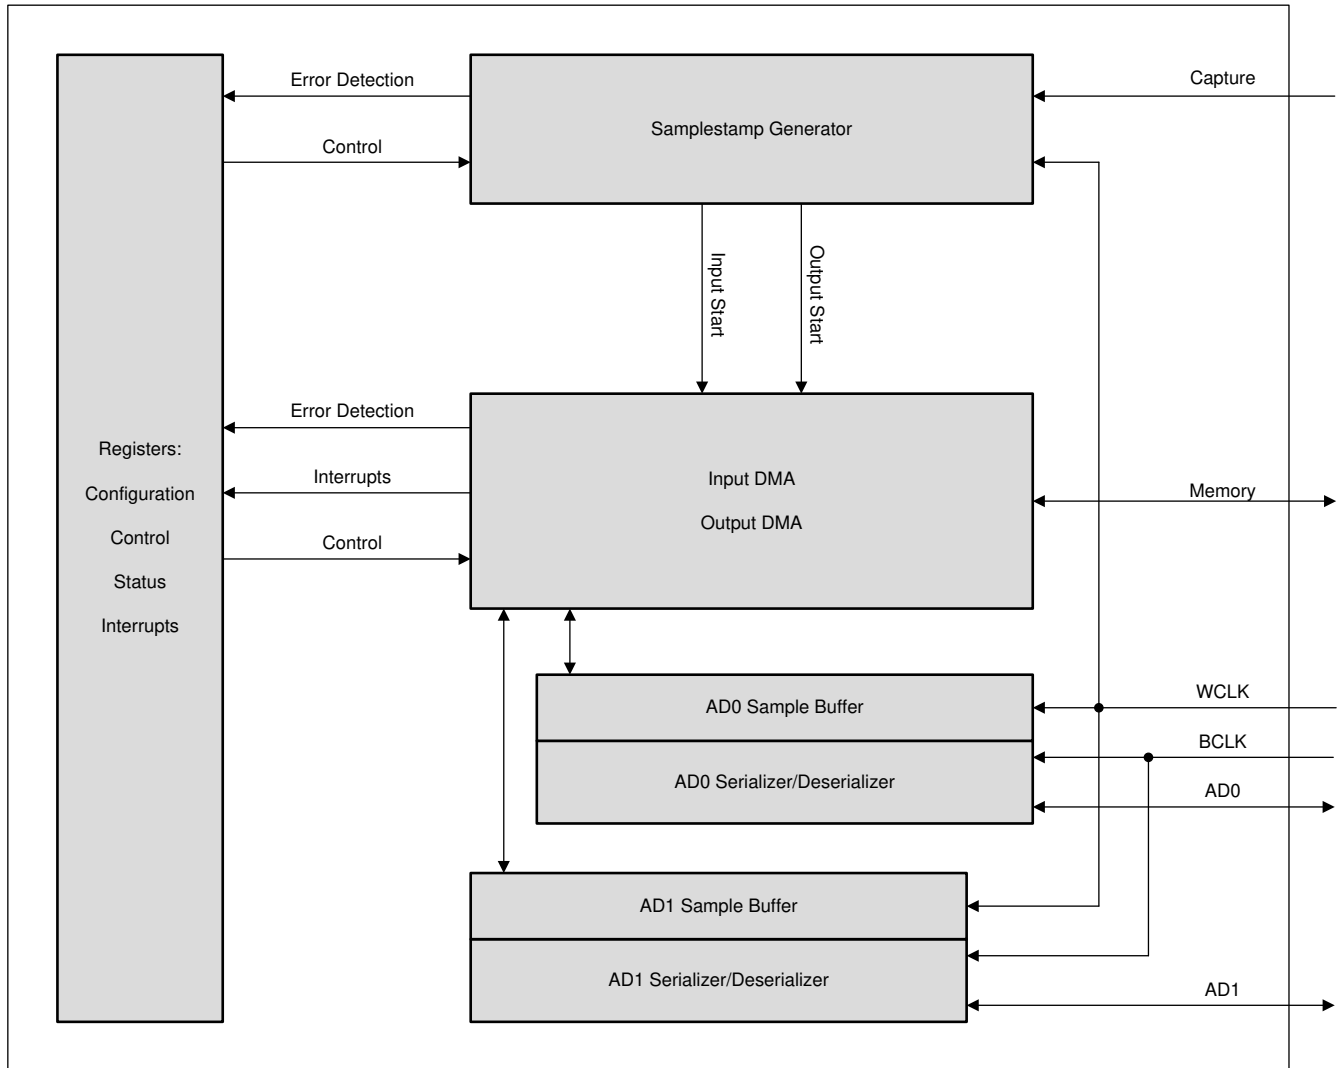 Error Detection
Capture
Samplestamp Generator
Control
Input Start
Output Start
Error Detection
Registers:
Configuration
Control
Status
Interrupts
Interrupts
Control
Input DMA
Output DMA
Memory
AD0 Sample Buffer
WCLK
BCLK
AD0 Serializer/Deserializer
AD0
AD1 Sample Buffer
AD1 Serializer/Deserializer
AD1